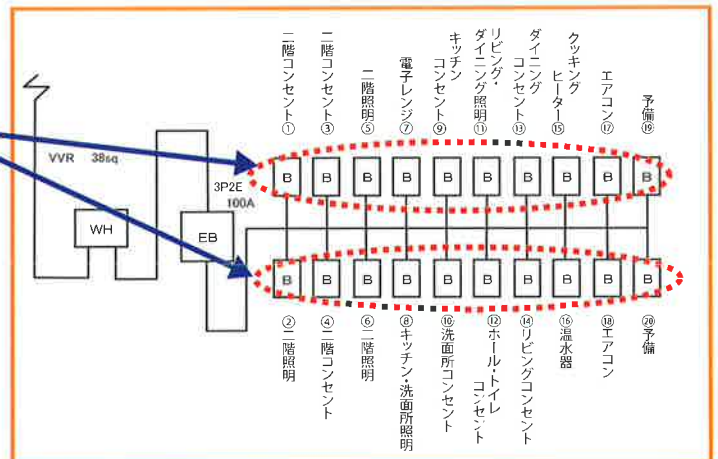 二階コンセント①
二階コンセント③
二階照明⑤
電子レンジ⑦
キッチン
コンセント⑨
リビング・
ダイニング照明⑪
ダイニング
コンセント⑬
クッキング
ヒーター⑮
エアコン⑰
予備⑲
VVR 38sq
3P2E
100A
WH
EB
B B B B B B B B B B
B B B B B B B B B B
②二階照明
④二階コンセント
⑥二階照明
⑧キッチン・洗面所照明
⑩洗面所コンセント
⑫ホール・トイレ
コンセント
⑭リビングコンセント
⑯温水器
⑱エアコン
⑳予備